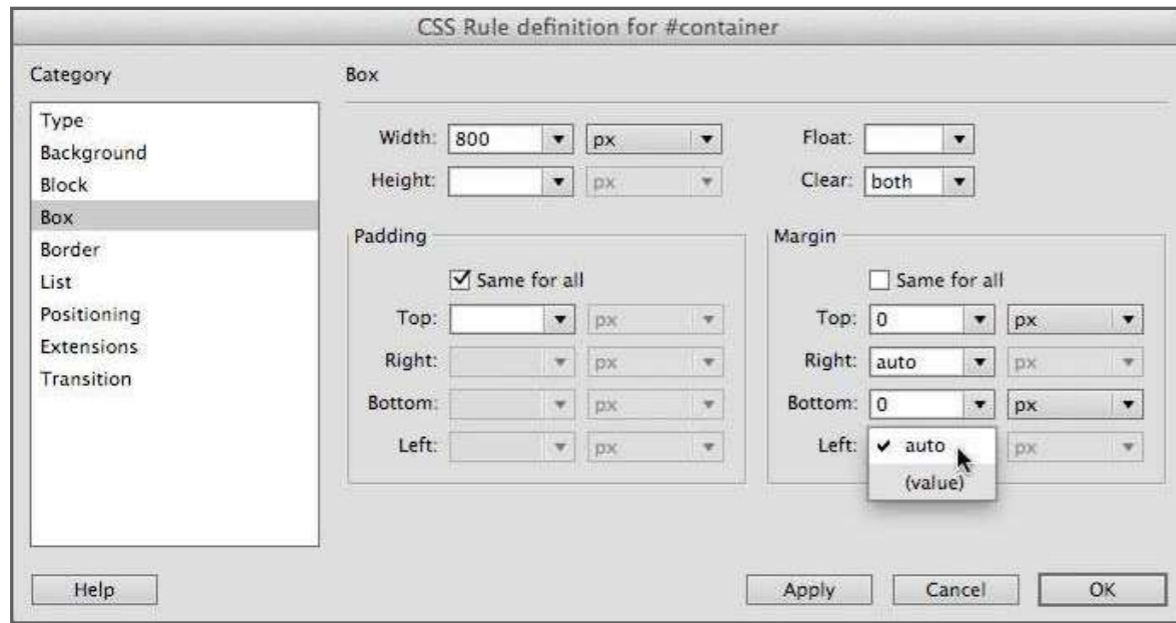 CSS Rule definition for #container
Category
Type
Background
Block
Box
Border
List
Positioning
Extensions
Transition
Box
Width: 800 px
Height: px
Float:
Clear: both
Padding
Same for all
Top: px
Right: px
Bottom: px
Left: px
Margin
Same for all
Top: 0 px
Right: auto px
Bottom: 0 px
Left: auto px
(value)
Help
Apply
Cancel
OK